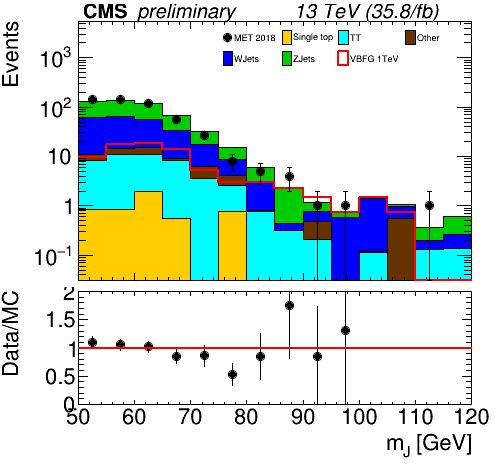 CMS preliminary 13 TeV (35.8/fb)
Events
MET 2018 Single top TT Other
WJets ZJets VBFG 1TeV
10²
10
1
10⁻¹
Data/MC
2
1.5
1
0.5
0
50 60 70 80 90 100 110 120
m_J [GeV]